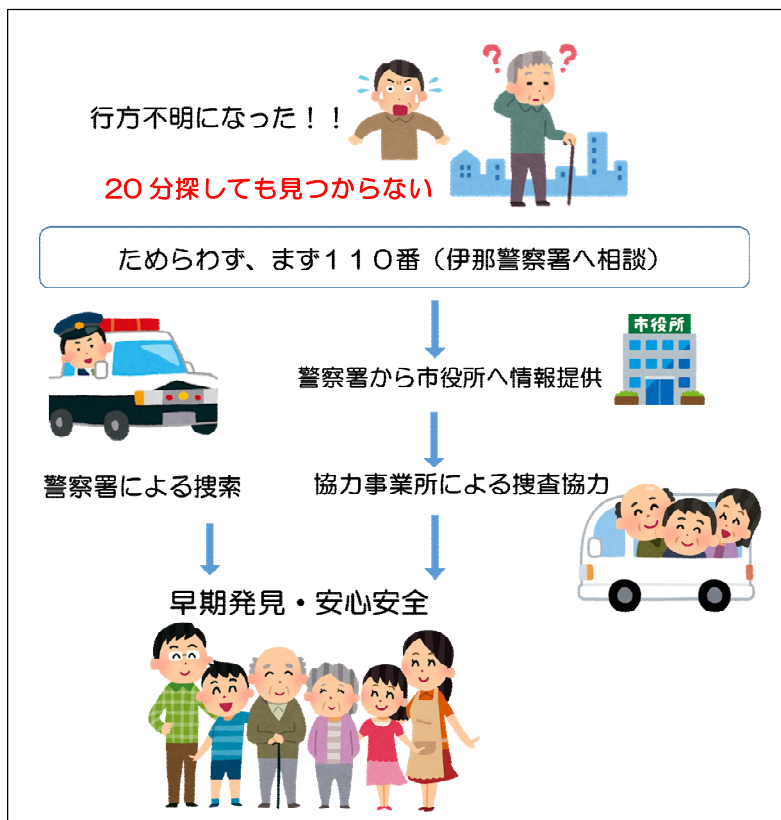 行方不明になった！！
20分探しても見つからない
ためらわず、まず１１０番（伊那警察署へ相談）
市役所
警察署から市役所へ情報提供
警察署による捜索
協力事業所による捜査協力
早期発見・安心安全